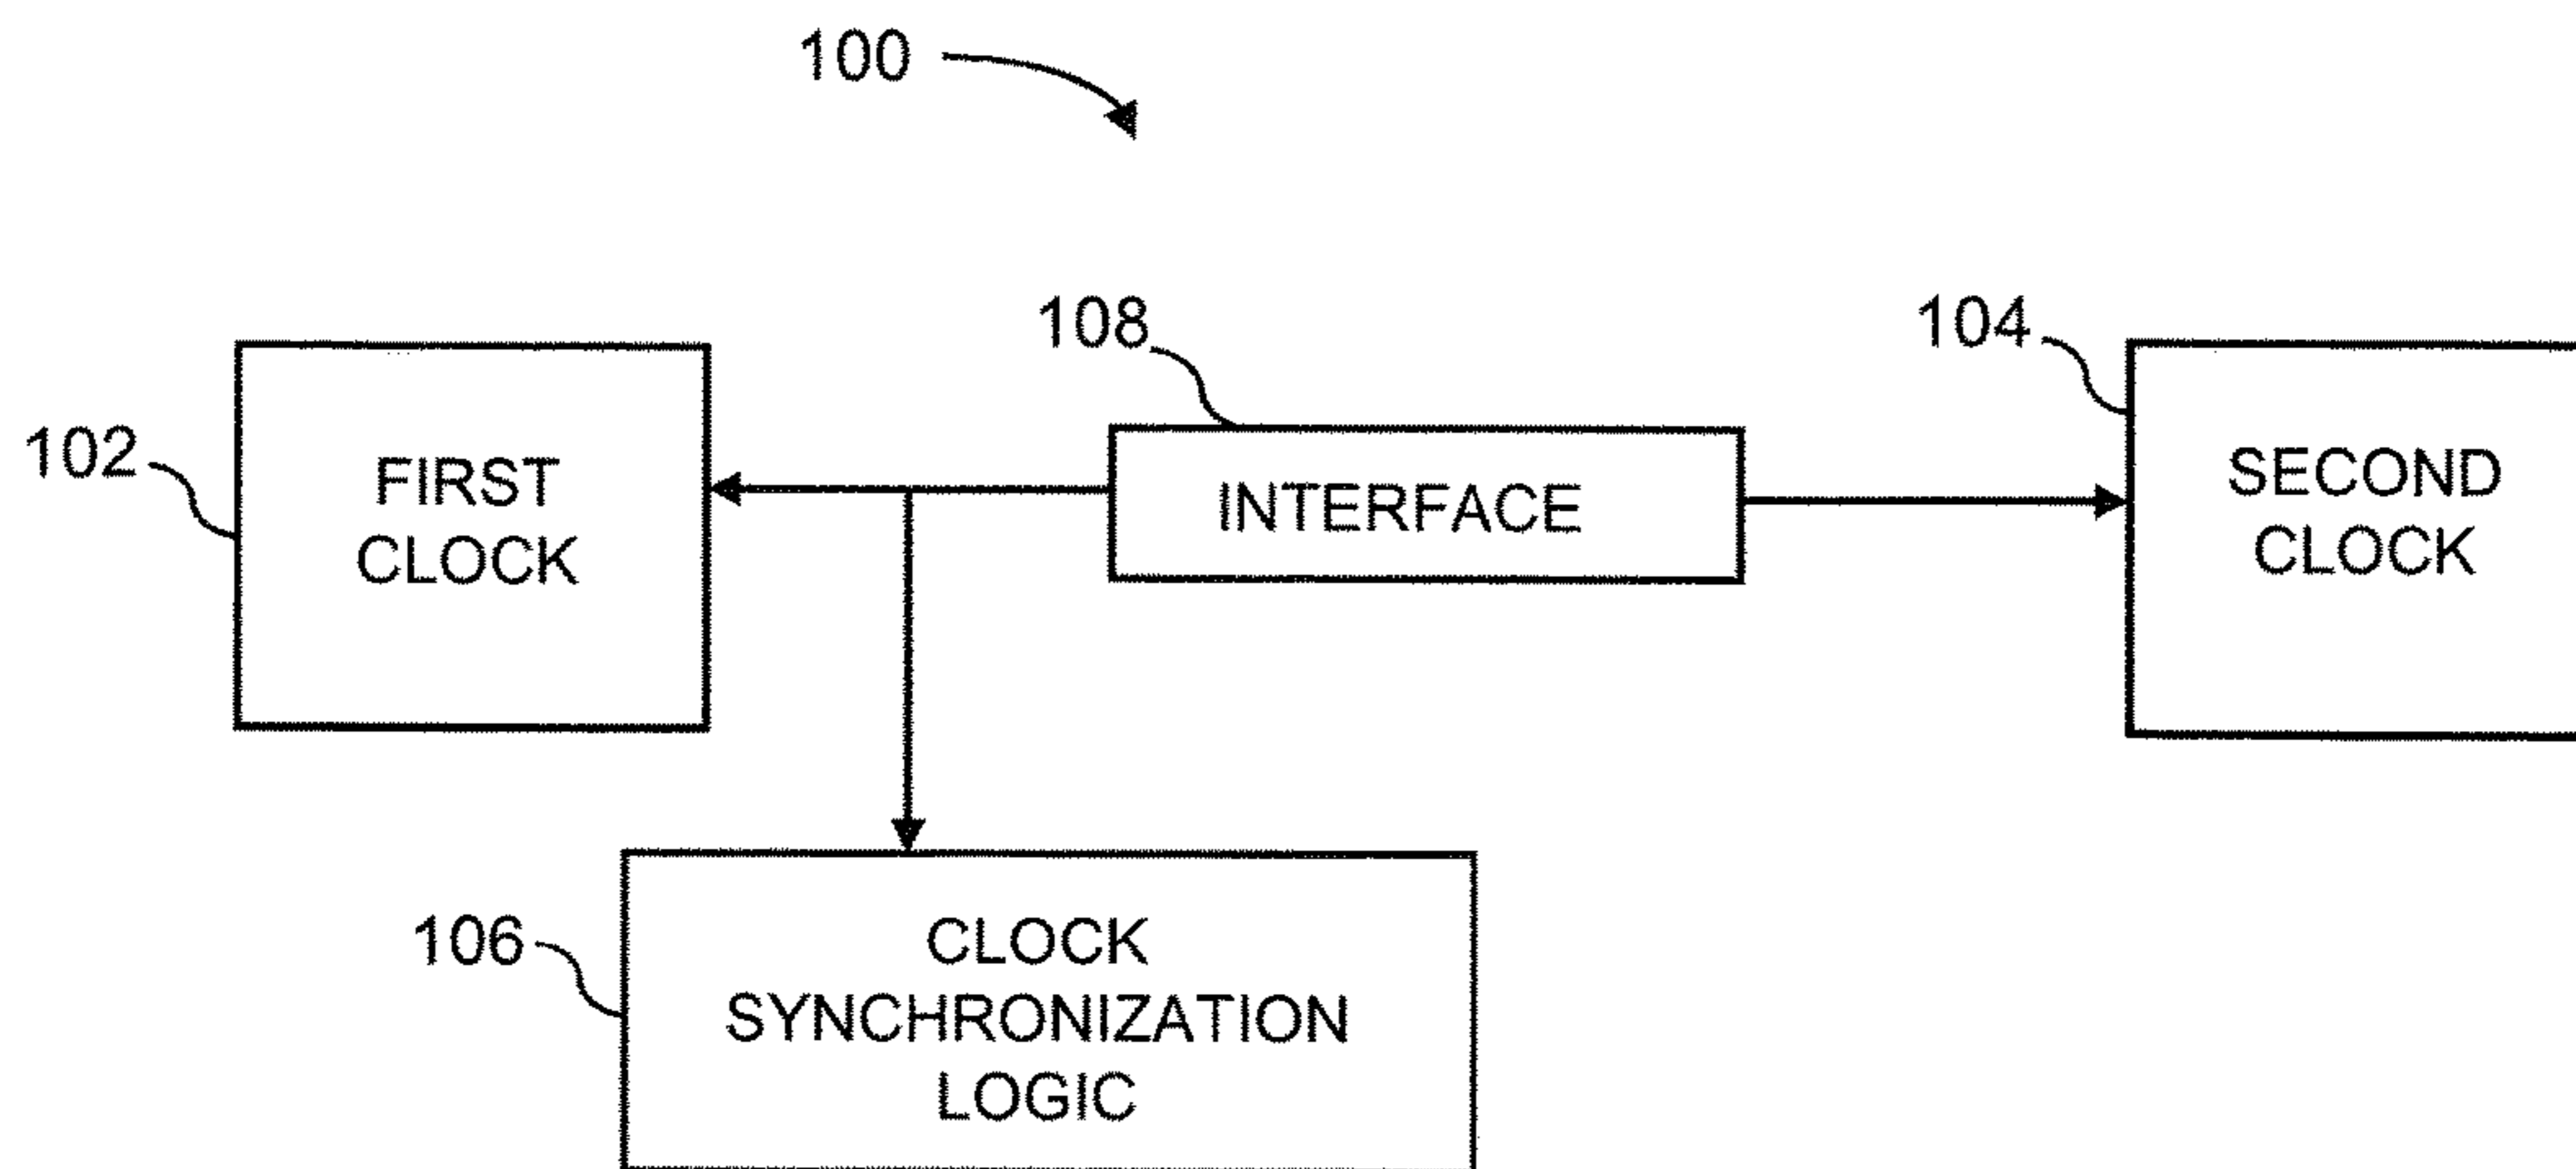 100
108
104
102
FIRST
CLOCK
INTERFACE
SECOND
CLOCK
106
CLOCK
SYNCHRONIZATION
LOGIC